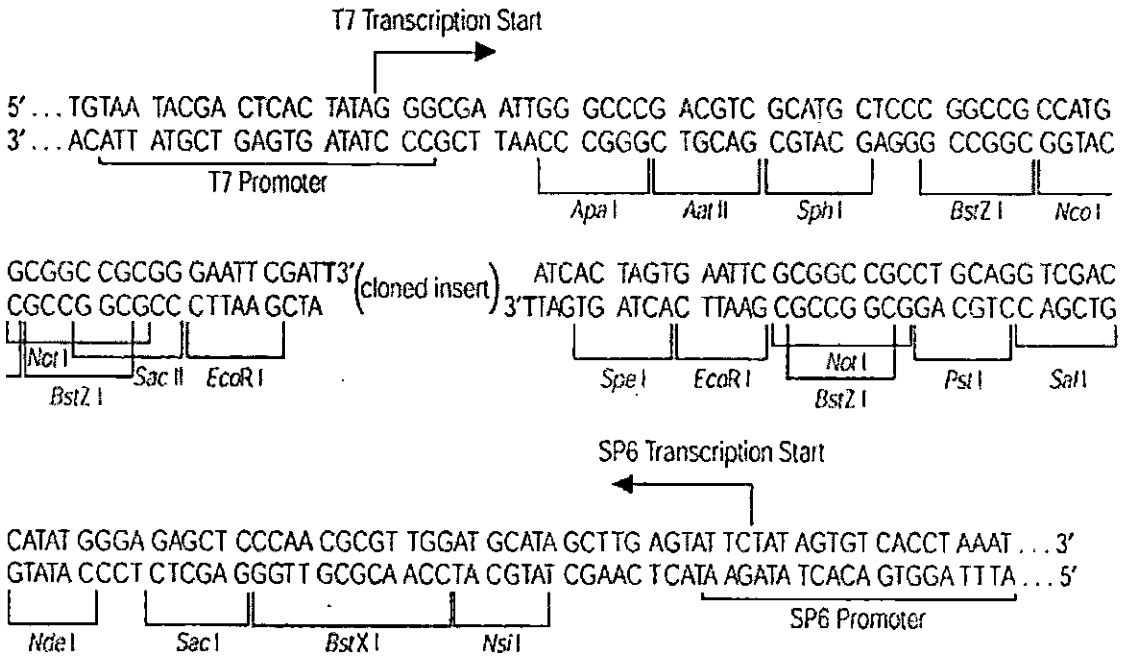 T7 Transcription Start
5′ ...TGTAA TACGA CTCAC TATAG GGCGA ATTGG GCCCG ACGTC GCATG CTCCC GGCCG CCATG
3′ ...ACATT ATGCT GAGTG ATATC CCGCT TAACC CGGGC TGCAG CGTAC GAGGG CCGGC GGTAC
T7 Promoter
Apa I Aat II Sph I BstZ I Nco I
GCGGC CGCGG GAATT CGATT3′ (cloned insert) ATCAC TAGTG AATTC GCGGC CGCCT GCAGG TCGAC
CGCCG GCGCC CTTAA GCTA 3′TTAGTG ATCAC TTAAG CGCCG GCGGA CGTCC AGCTG
Not I Sac II EcoR I Spe I EcoR I Not I Pst I Sal I
BstZ I BstZ I
SP6 Transcription Start
CATAT GGGA GAGCT CCCAA CGCGT TGGAT GCATA GCTTG AGTAT TCTAT AGTGT CACCT AAAT ... 3′
GTATA CCCT CTCGA GGGTT GCGCA ACCTA CGTAT CGAAC TCATA AGATA TCACA GTGGA TTTA ... 5′
SP6 Promoter
Nde I Sac I BstX I Nsi I